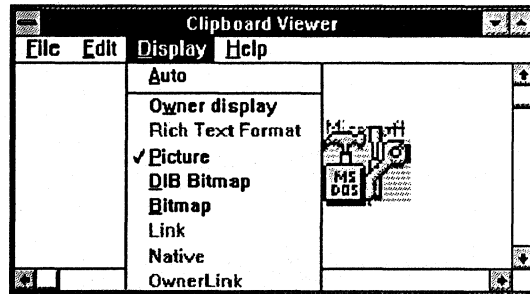 Clipboard Viewer
File Edit Display Help
Auto
Owner display
Rich Text Format
✓Picture
DIB Bitmap
Bitmap
Link
Native
OwnerLink
MS
DOS